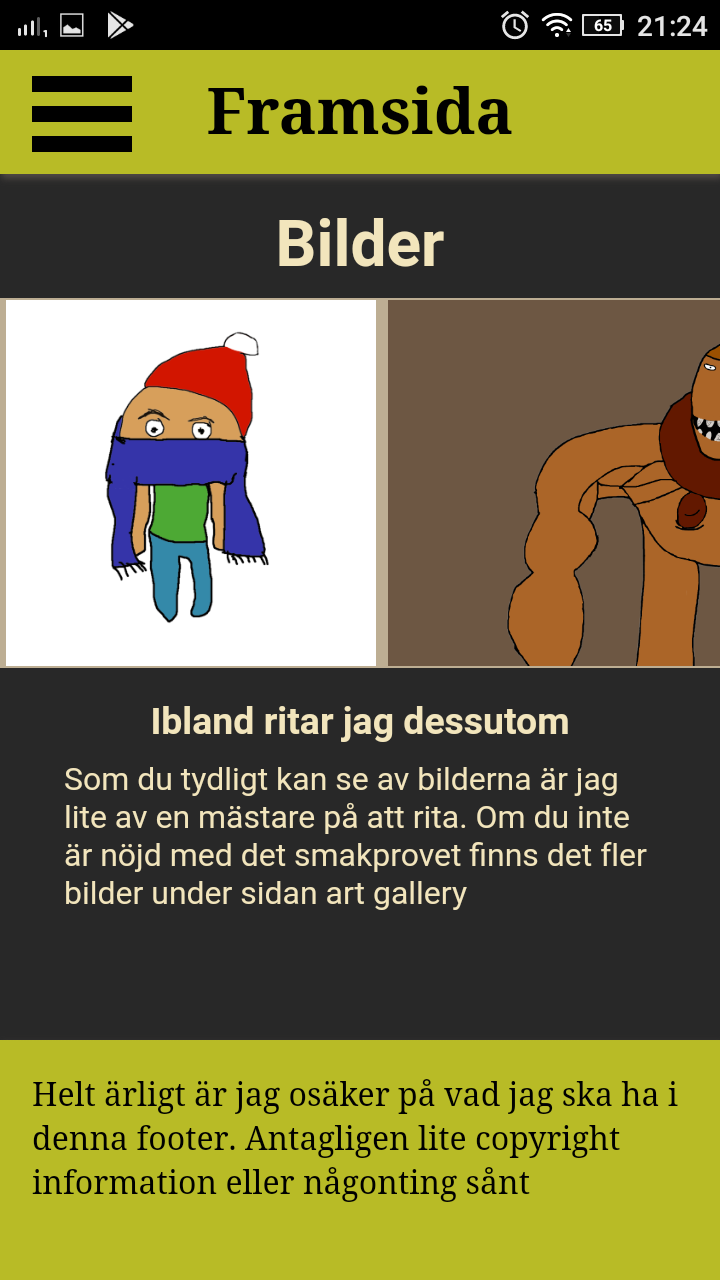 65 21:24
Framsida
Bilder
Ibland ritar jag dessutom
Som du tydligt kan se av bilderna är jag
lite av en mästare på att rita. Om du inte
är nöjd med det smakprovet finns det fler
bilder under sidan art gallery
Helt ärligt är jag osäker på vad jag ska ha i
denna footer. Antagligen lite copyright
information eller någonting sånt